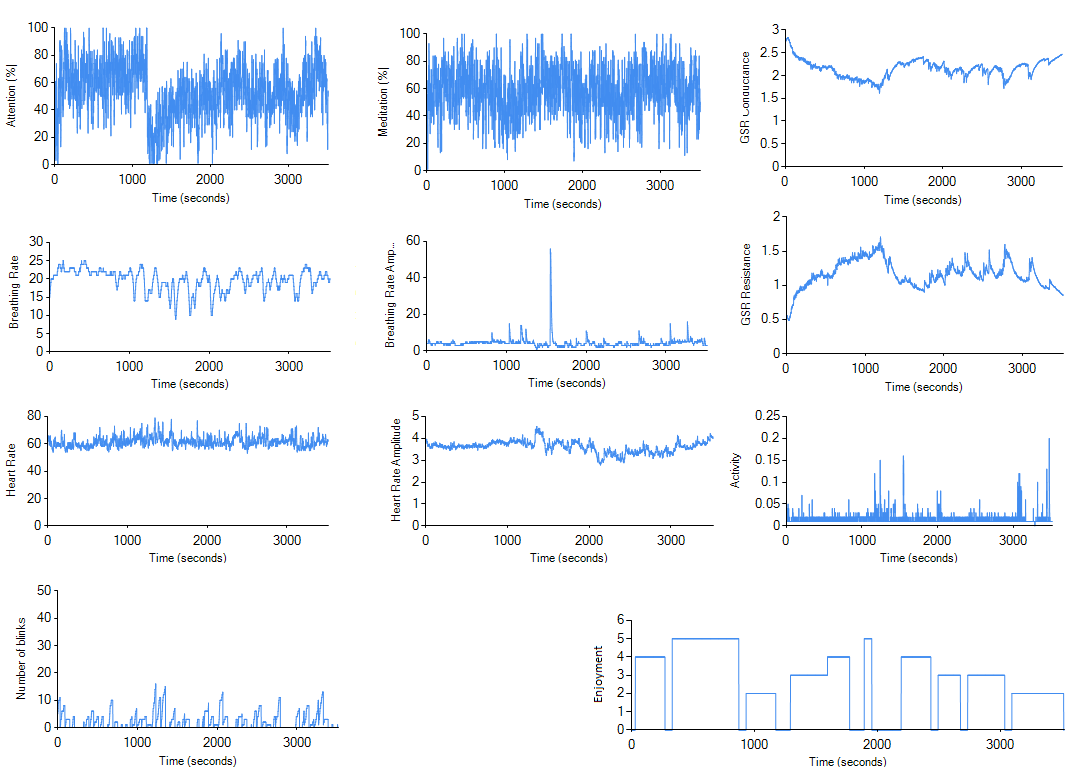 Attention (%)
100
80
60
40
20
0
0 1000 2000 3000
Time (seconds)
Meditation (%)
100
80
60
40
20
0
0 1000 2000 3000
Time (seconds)
GSR Conductance
3
2.5
2
1.5
1
0.5
0
0 1000 2000 3000
Time (seconds)
Breathing Rate
30
25
20
15
10
5
0
0 1000 2000 3000
Time (seconds)
Breathing Rate Amp...
60
40
20
0
0 1000 2000 3000
Time (seconds)
GSR Resistance
2
1.5
1
0.5
0
0 1000 2000 3000
Time (seconds)
Heart Rate
80
60
40
20
0
0 1000 2000 3000
Time (seconds)
Heart Rate Amplitude
5
4
3
2
1
0
0 1000 2000 3000
Time (seconds)
Activity
0.25
0.2
0.15
0.1
0.05
0
0 1000 2000 3000
Time (seconds)
Number of blinks
50
40
30
20
10
0
0 1000 2000 3000
Time (seconds)
Enjoyment
6
5
4
3
2
1
0
0 1000 2000 3000
Time (seconds)